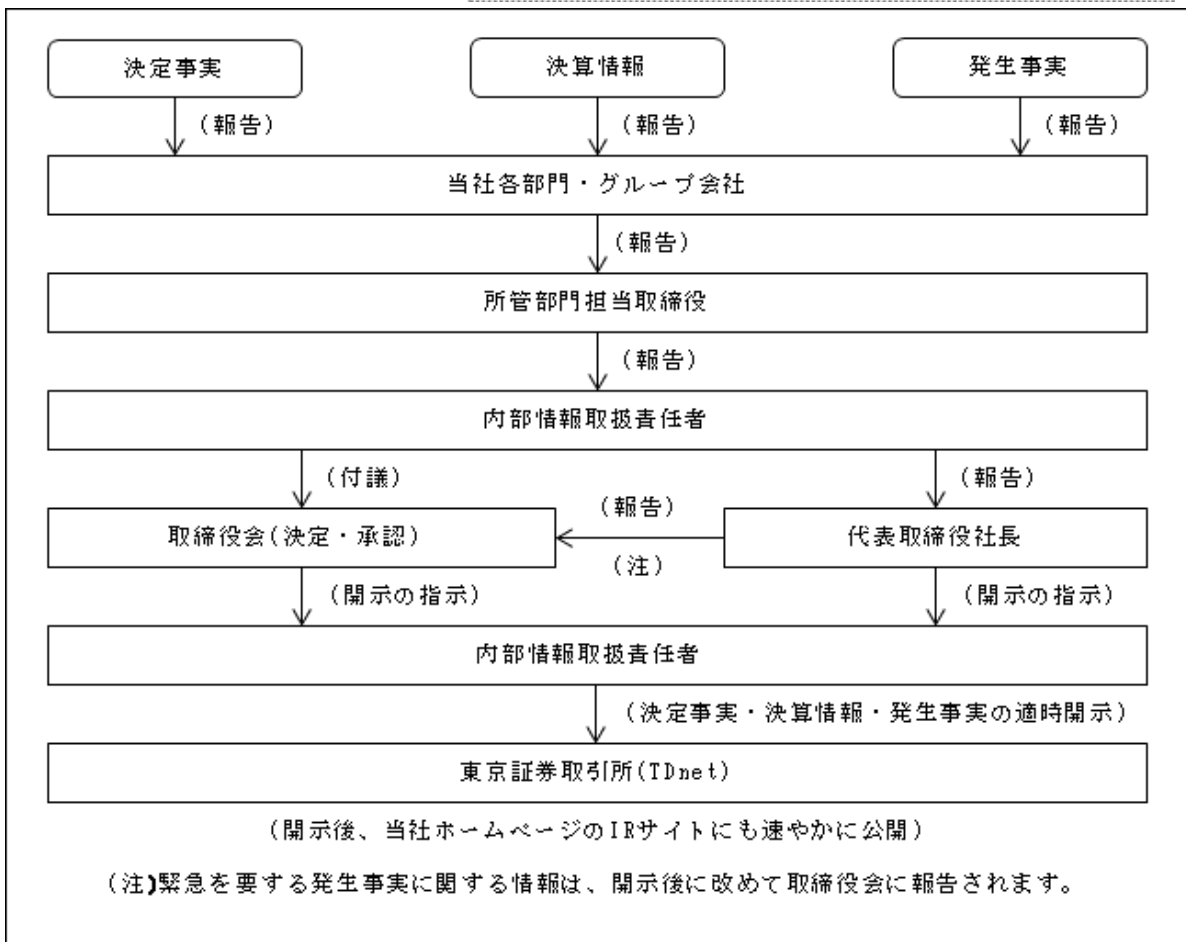 決定事実
決算情報
発生事実
(報告)
(報告)
(報告)
当社各部門・グループ会社
(報告)
所管部門担当取締役
(報告)
内部情報取扱責任者
(付議)
(報告)
取締役会(決定・承認)
(報告)
(注)
代表取締役社長
(開示の指示)
(開示の指示)
内部情報取扱責任者
(決定事実・決算情報・発生事実の適時開示)
東京証券取引所(TDnet)
(開示後、当社ホームページのIRサイトにも速やかに公開)
(注)緊急を要する発生事実に関する情報は、開示後に改めて取締役会に報告されます。